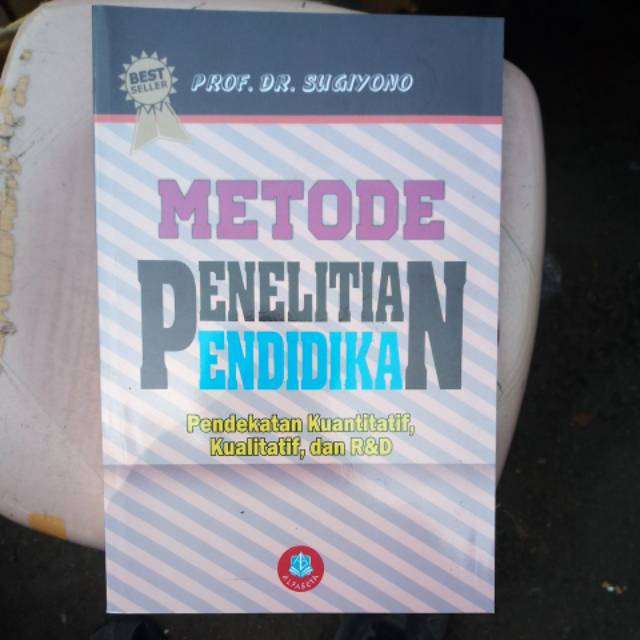 BEST
SELLER
PROF. DR. SUGIYONO
METODE
PENELITIAN
PENDIDIKAN
Pendekatan Kuantitatif,
Kualitatif, dan R&D
ALFABETA